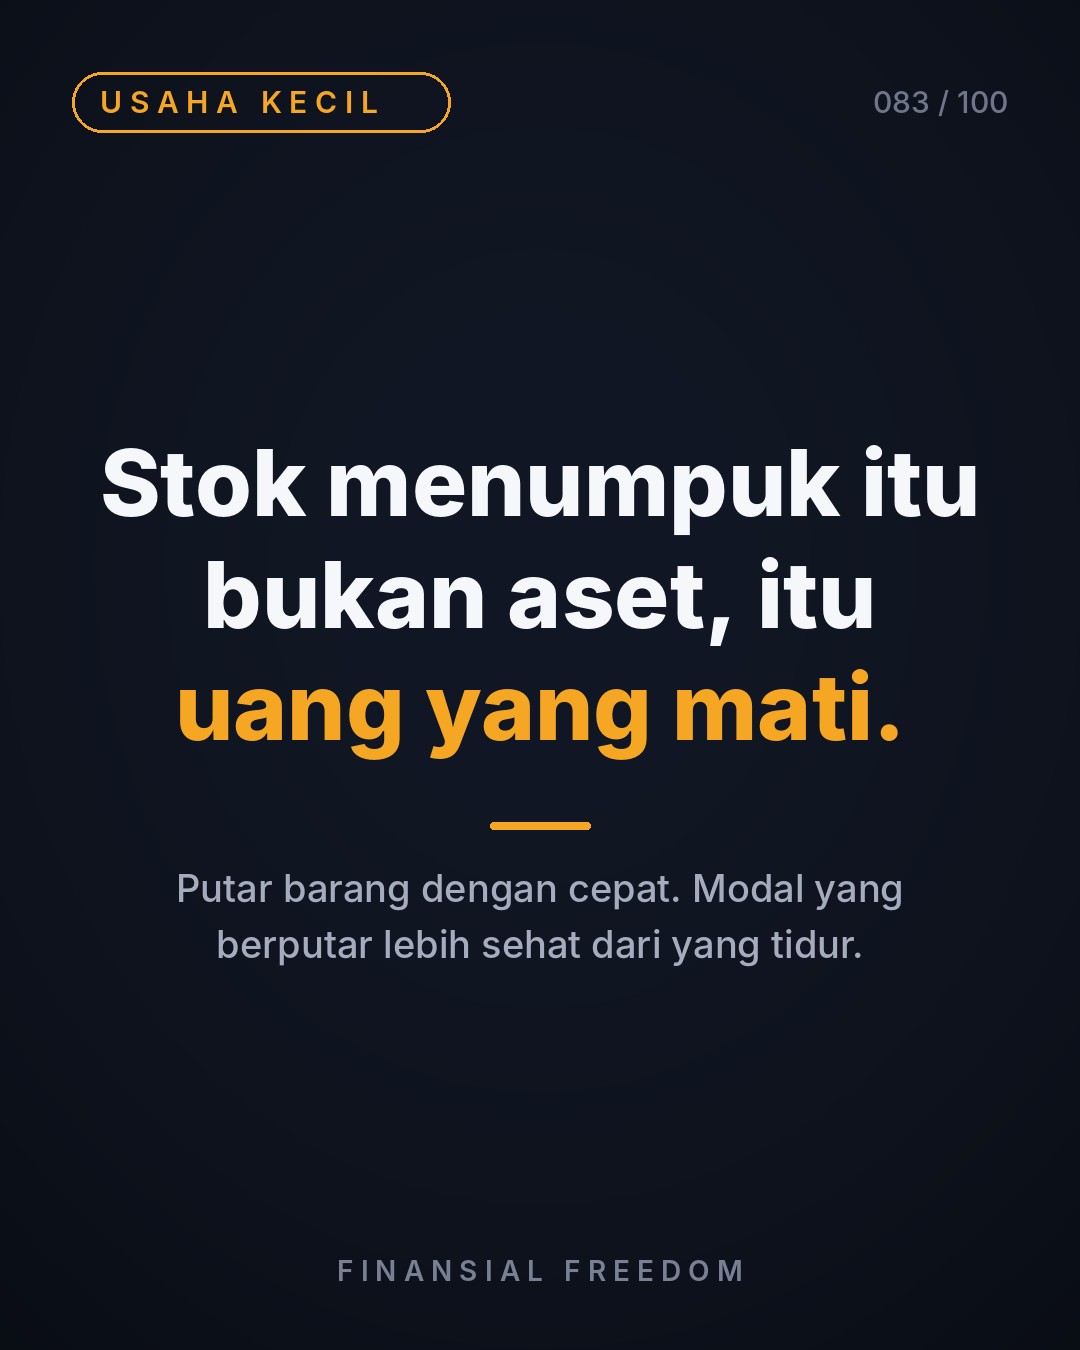 USAHA KECIL
083 / 100
Stok menumpuk itu
bukan aset, itu
uang yang mati.
Putar barang dengan cepat. Modal yang
berputar lebih sehat dari yang tidur.
FINANSIAL FREEDOM